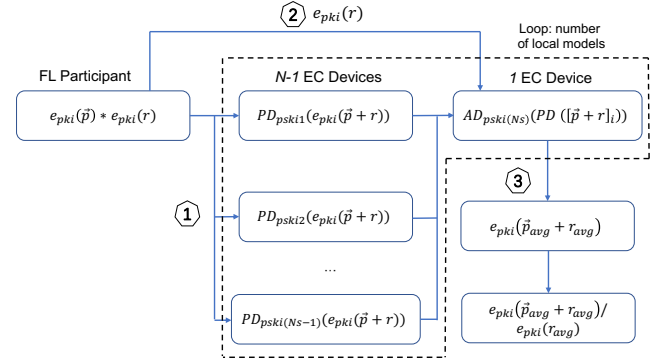 2 e_{pki}(r)
Loop: number
of local models
FL Participant
N-1 EC Devices
1 EC Device
e_{pki}(\vec{p}) * e_{pki}(r)
PD_{pski1}(e_{pki}(\vec{p} + r))
AD_{pski(Ns)}(PD ([\vec{p} + r]_i))
3
1
PD_{pski2}(e_{pki}(\vec{p} + r))
e_{pki}(\vec{p}_{avg} + r_{avg})
...
PD_{pski(Ns-1)}(e_{pki}(\vec{p} + r))
e_{pki}(\vec{p}_{avg} + r_{avg})/
e_{pki}(r_{avg})